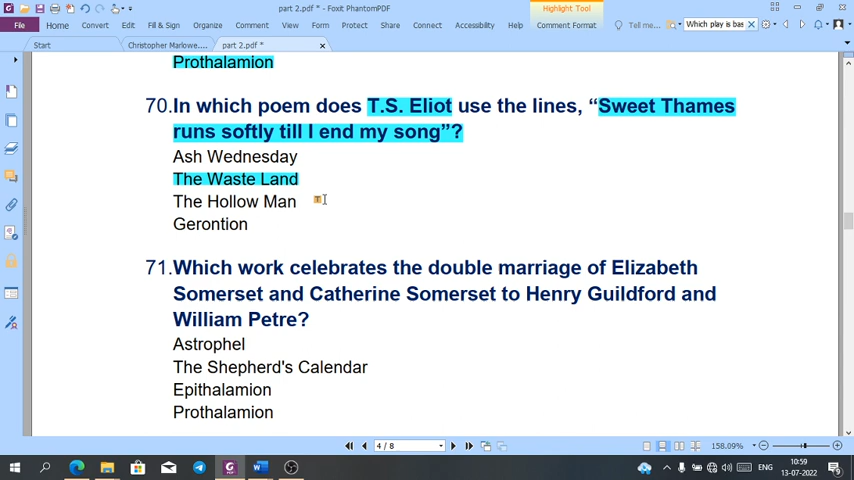 part 2.pdf * - Foxit PhantomPDF
Highlight Tool
File Home Convert Edit Fill & Sign Organize Comment View Form Protect Share Connect Accessibility Help Comment Format Tell me... Which play is bas
Start Christopher Marlowe.... part 2.pdf *
Prothalamion
70.In which poem does T.S. Eliot use the lines, “Sweet Thames
runs softly till I end my song”?
Ash Wednesday
The Waste Land
The Hollow Man
Gerontion
71.Which work celebrates the double marriage of Elizabeth
Somerset and Catherine Somerset to Henry Guildford and
William Petre?
Astrophel
The Shepherd's Calendar
Epithalamion
Prothalamion
4 / 8 158.09%
ENG 10:59
13-07-2022